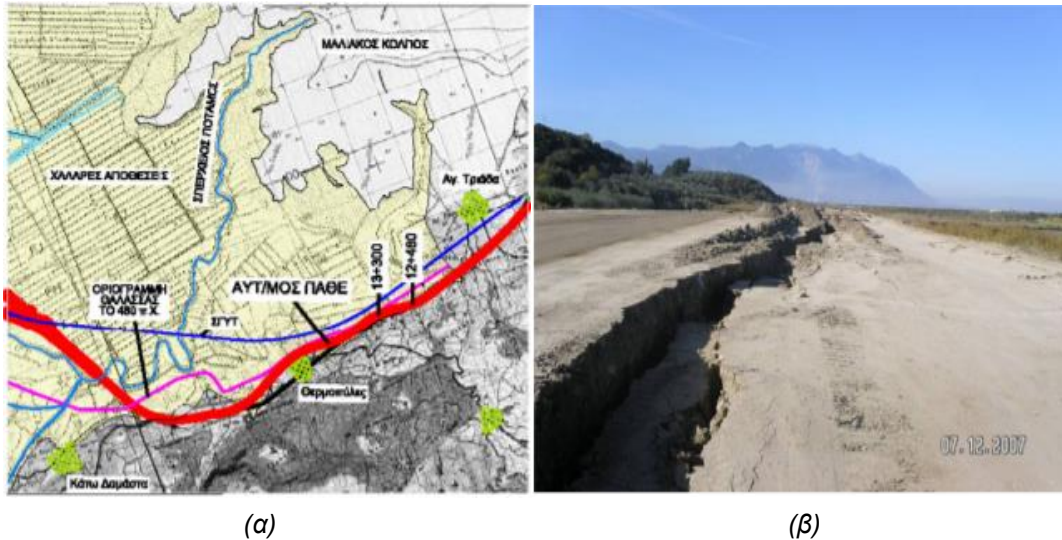 ΜΑΛΙΑΚΟΣ ΚΟΛΠΟΣ
ΣΠΕΡΧΕΙΟΣ ΠΟΤΑΜΟΣ
ΧΑΛΑΡΕΣ ΑΠΟΘΕΣΕΙΣ
Αγ. Τριάδα
ΟΡΙΟΓΡΑΜΜΗ
ΘΑΛΑΣΣΑΣ
ΤΟ 480 π Χ.
ΑΥΤ/ΜΟΣ ΠΑΘΕ
13+300
12+480
ΣΓΥΤ
Θερμοπύλες
Κάτω Δαμάστα
07.12.2007
(α)
(β)